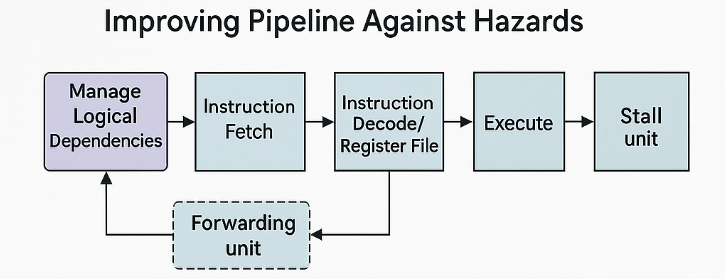 Improving Pipeline Against Hazards
Manage
Logical
Dependencies
Instruction
Fetch
Instruction
Decode/
Register File
Execute
Stall
unit
Forwarding
unit